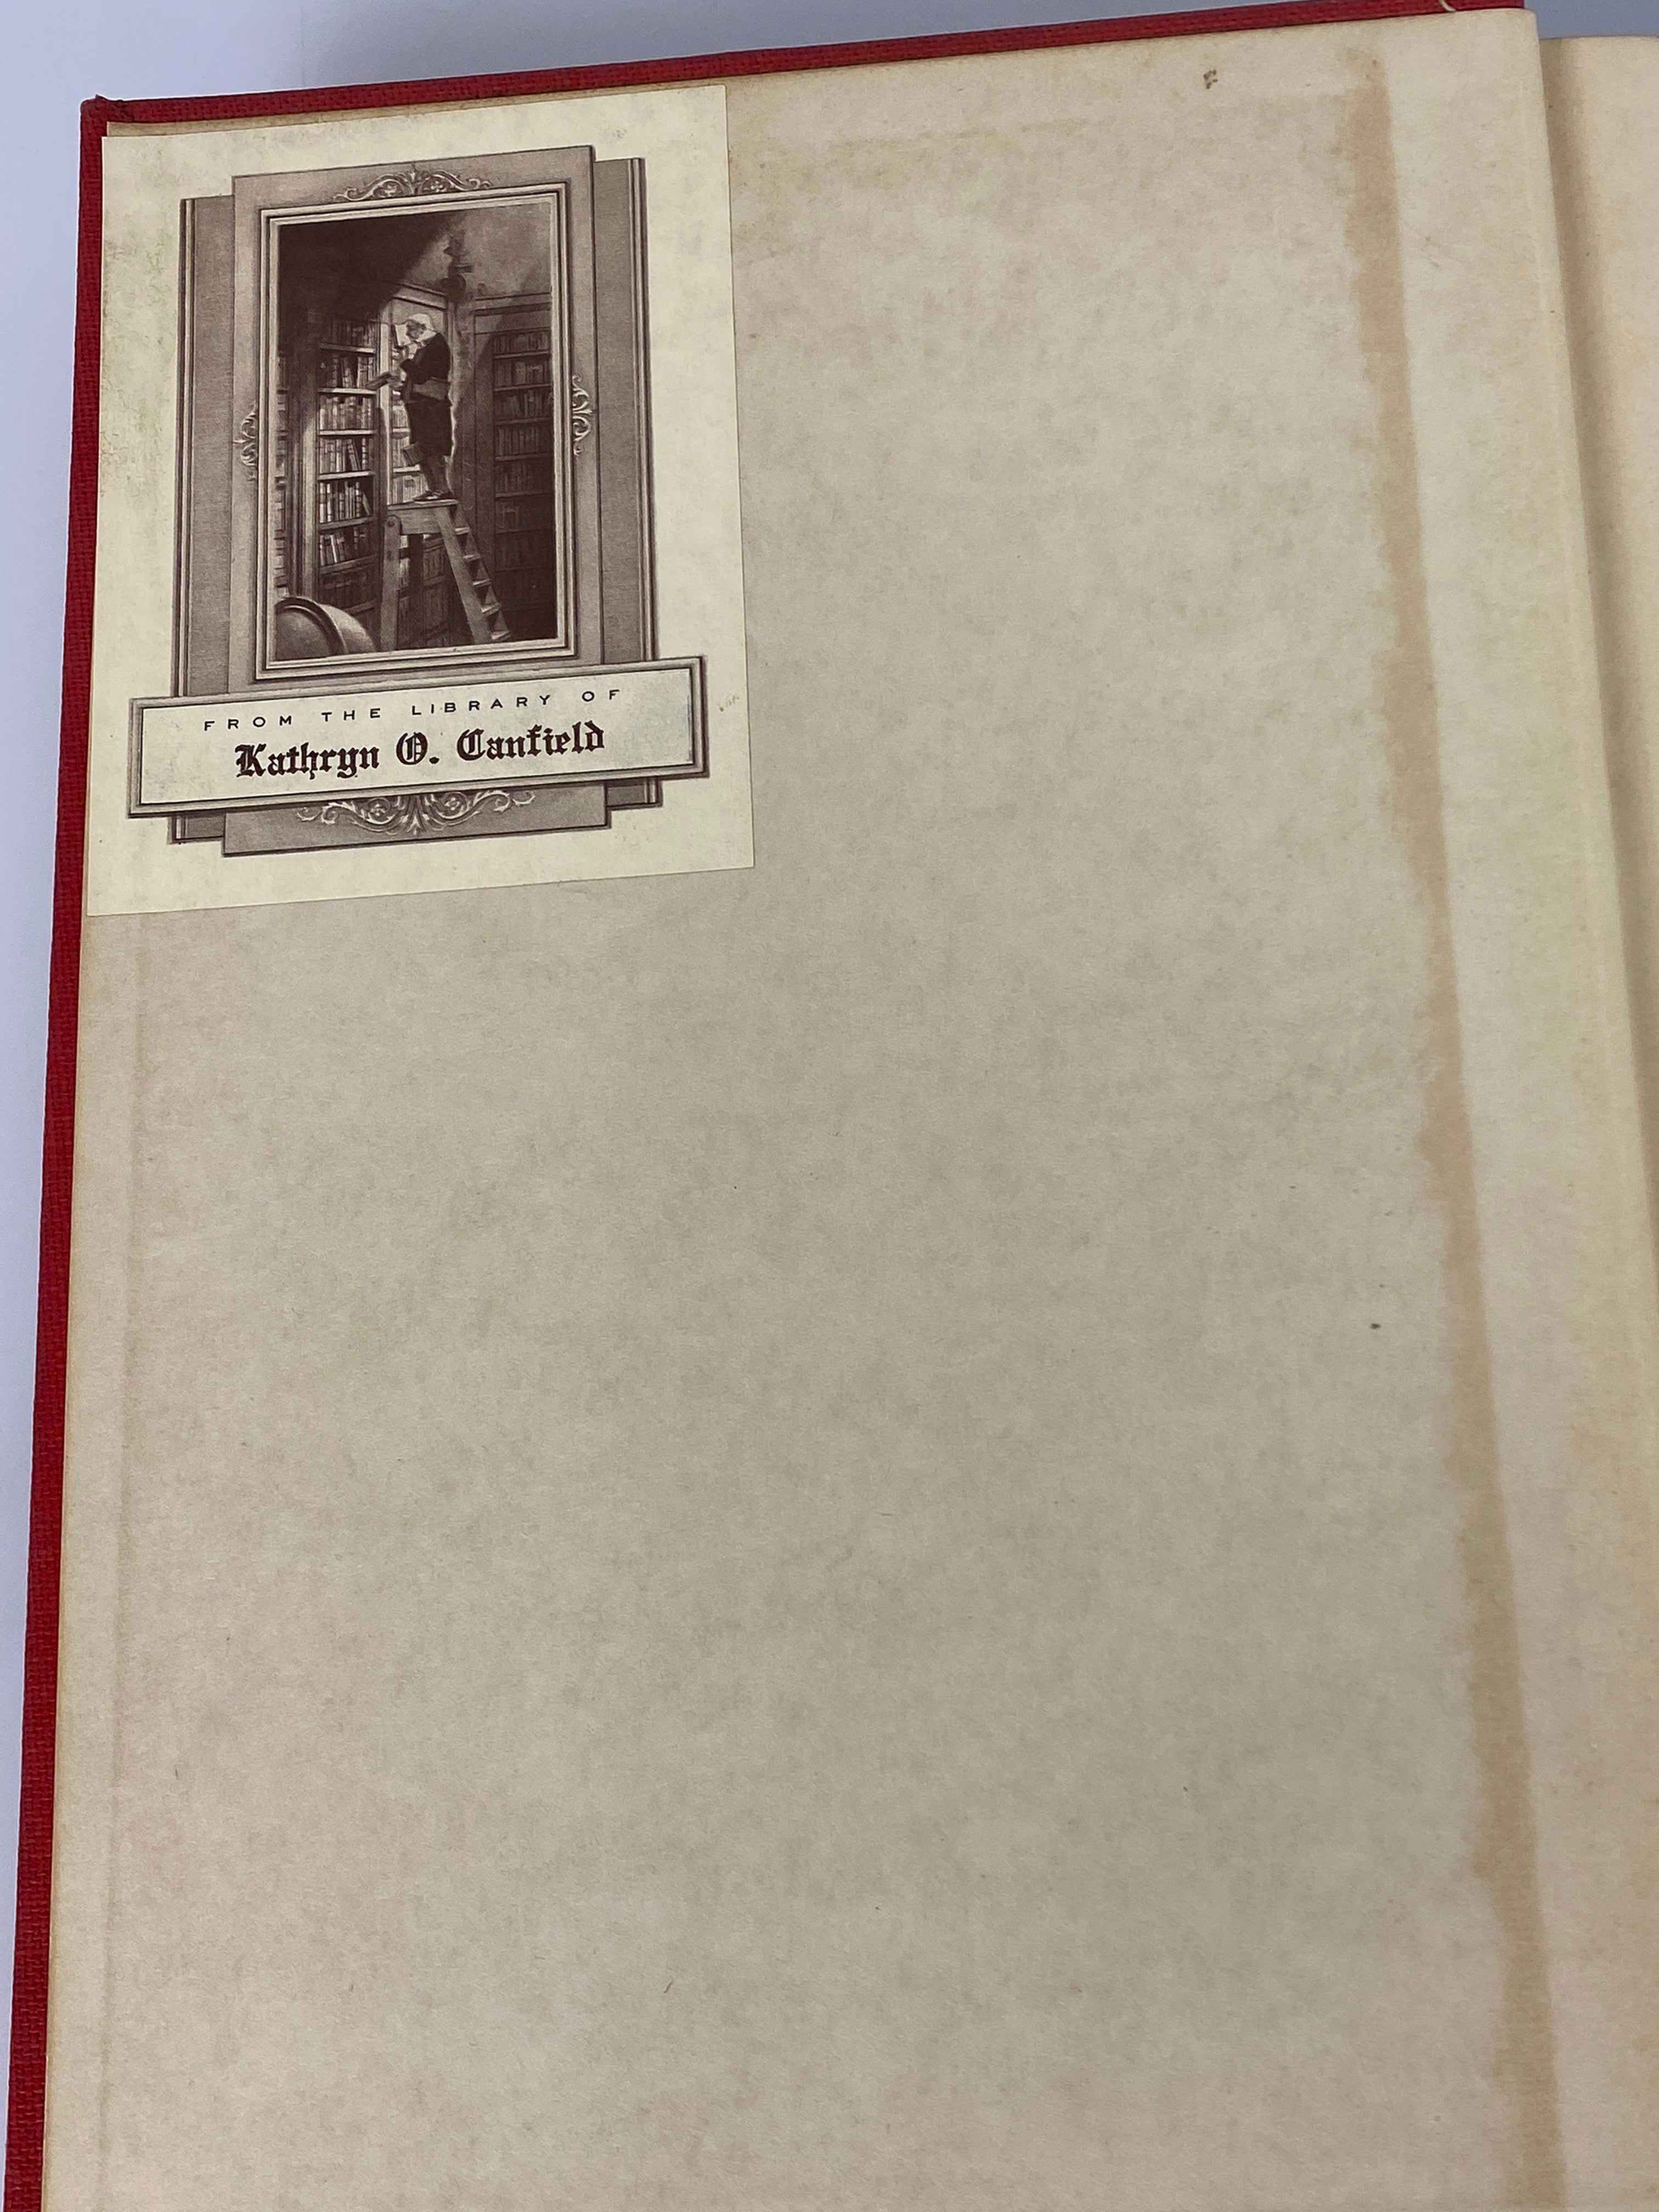 FROM THE LIBRARY OF
Kathryn O. Canfield